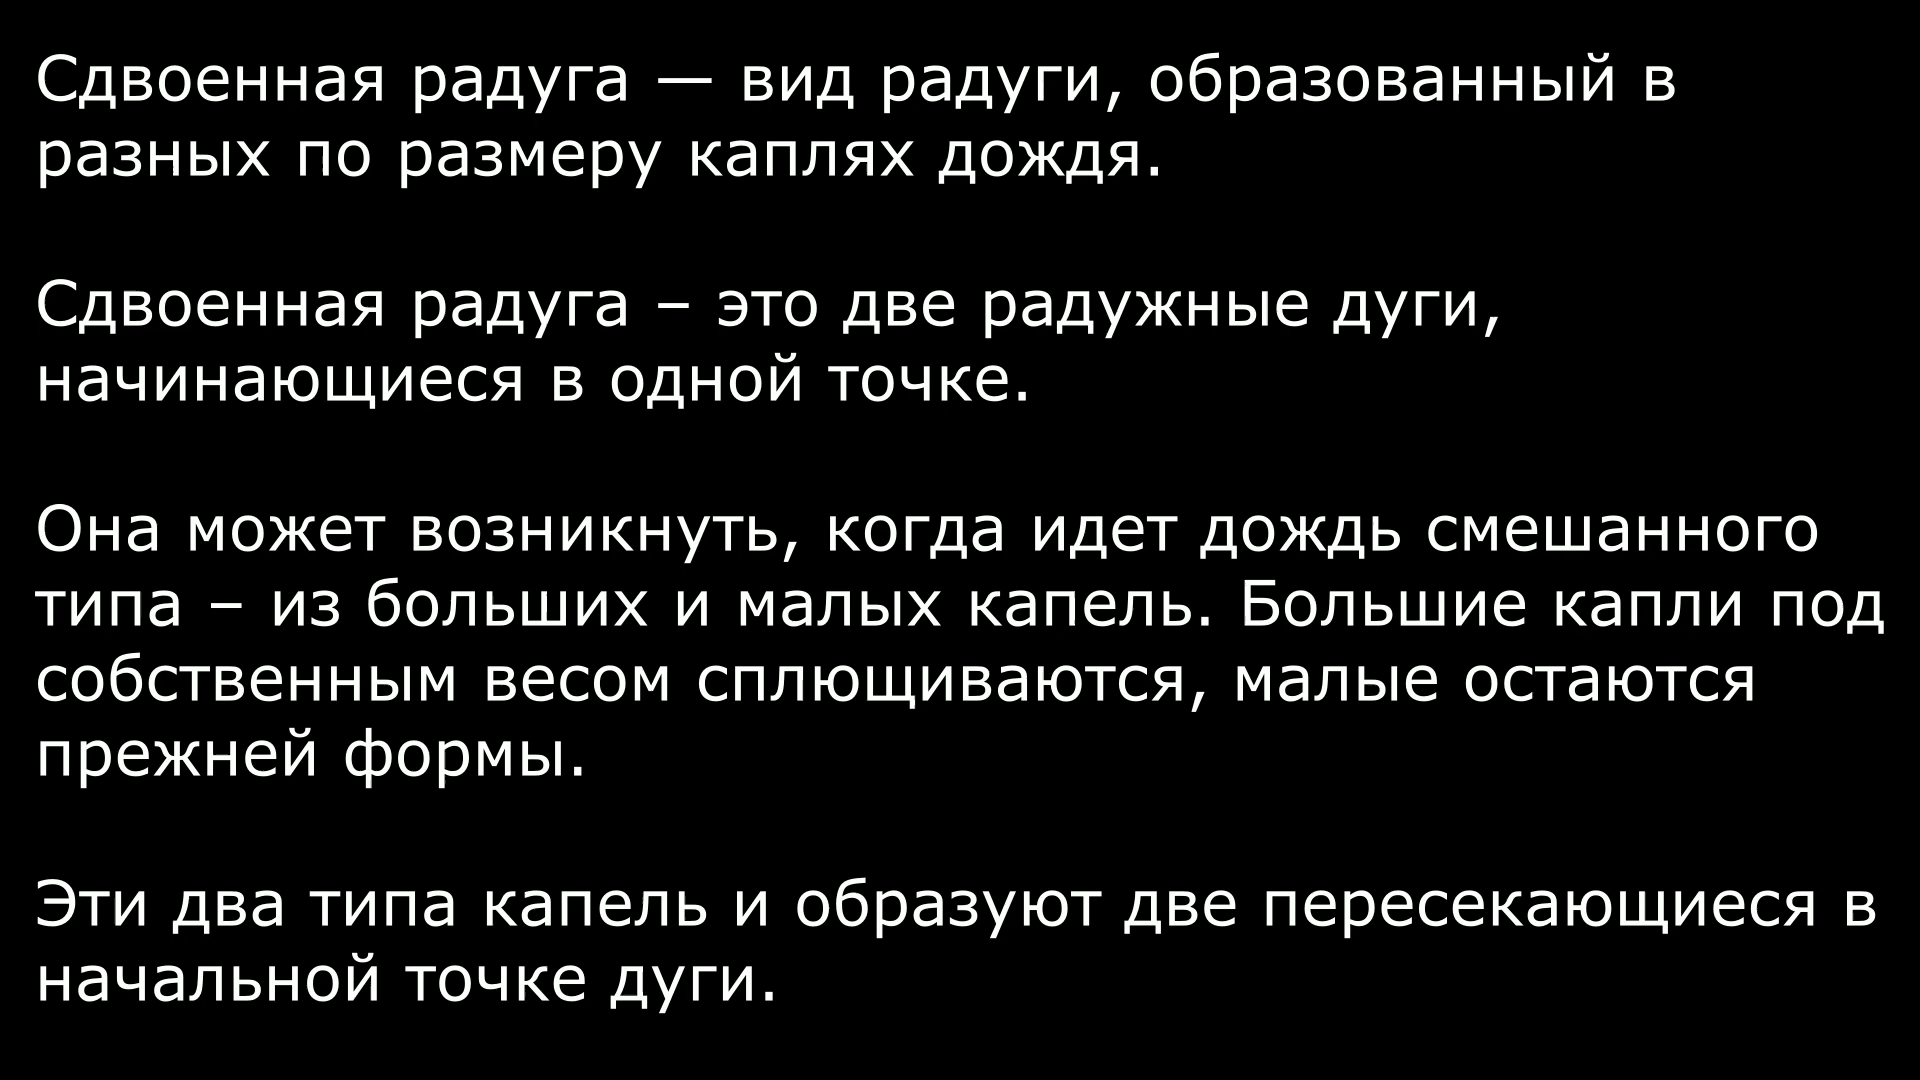 Сдвоенная радуга — вид радуги, образованный в
разных по размеру каплях дождя.
Сдвоенная радуга – это две радужные дуги,
начинающиеся в одной точке.
Она может возникнуть, когда идет дождь смешанного
типа – из больших и малых капель. Большие капли под
собственным весом сплющиваются, малые остаются
прежней формы.
Эти два типа капель и образуют две пересекающиеся в
начальной точке дуги.